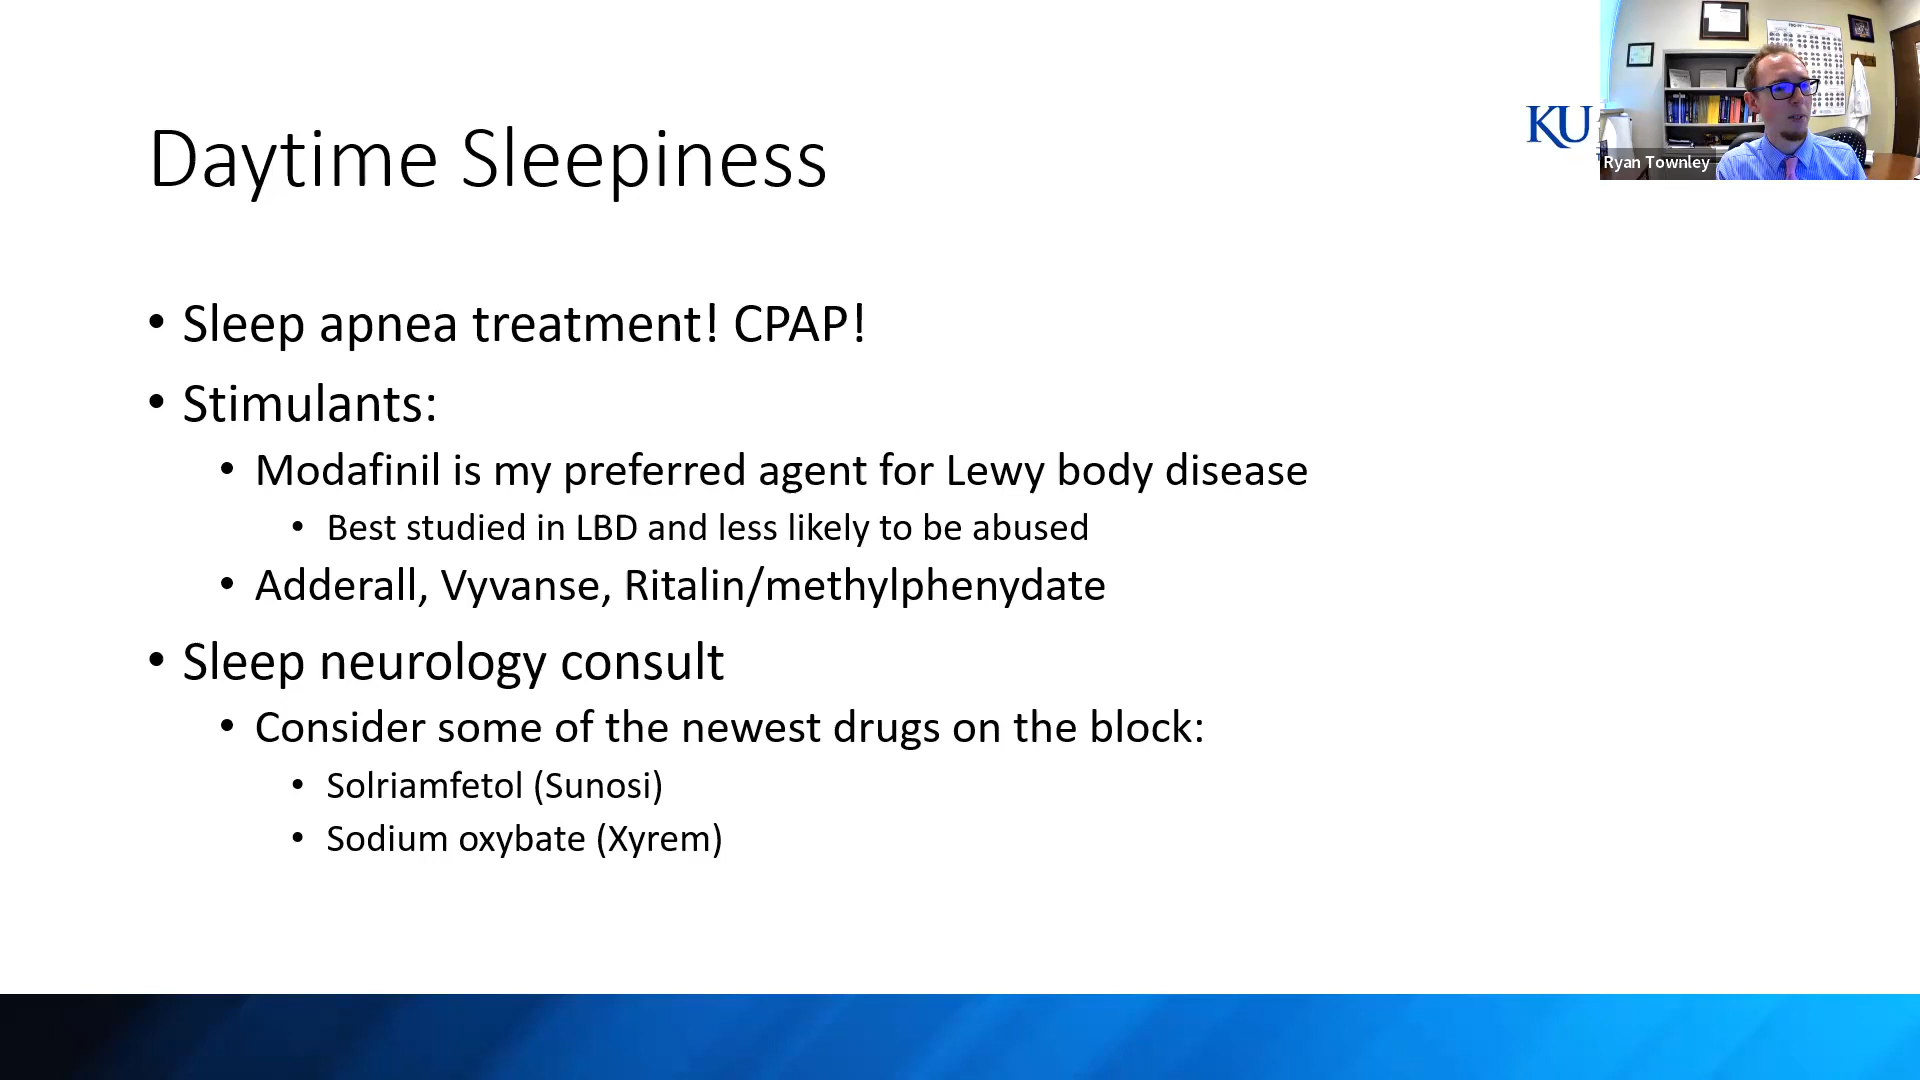 Daytime Sleepiness
KU
Ryan Townley
• Sleep apnea treatment! CPAP!
• Stimulants:
• Modafinil is my preferred agent for Lewy body disease
• Best studied in LBD and less likely to be abused
• Adderall, Vyvanse, Ritalin/methylphenydate
• Sleep neurology consult
• Consider some of the newest drugs on the block:
• Solriamfetol (Sunosi)
• Sodium oxybate (Xyrem)